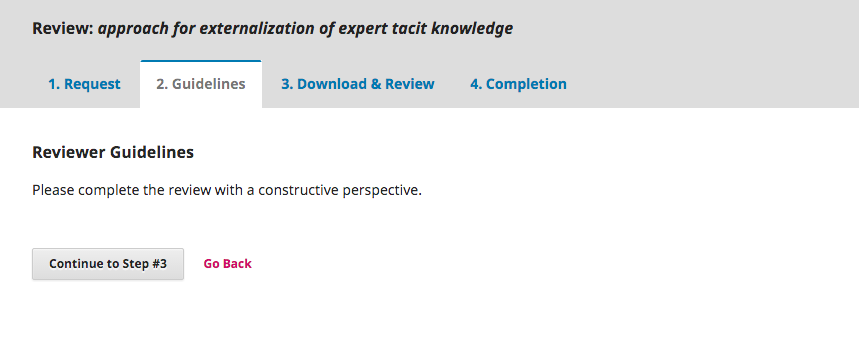 Review: approach for externalization of expert tacit knowledge
1. Request 2. Guidelines 3. Download & Review 4. Completion
Reviewer Guidelines
Please complete the review with a constructive perspective.
Continue to Step #3 Go Back